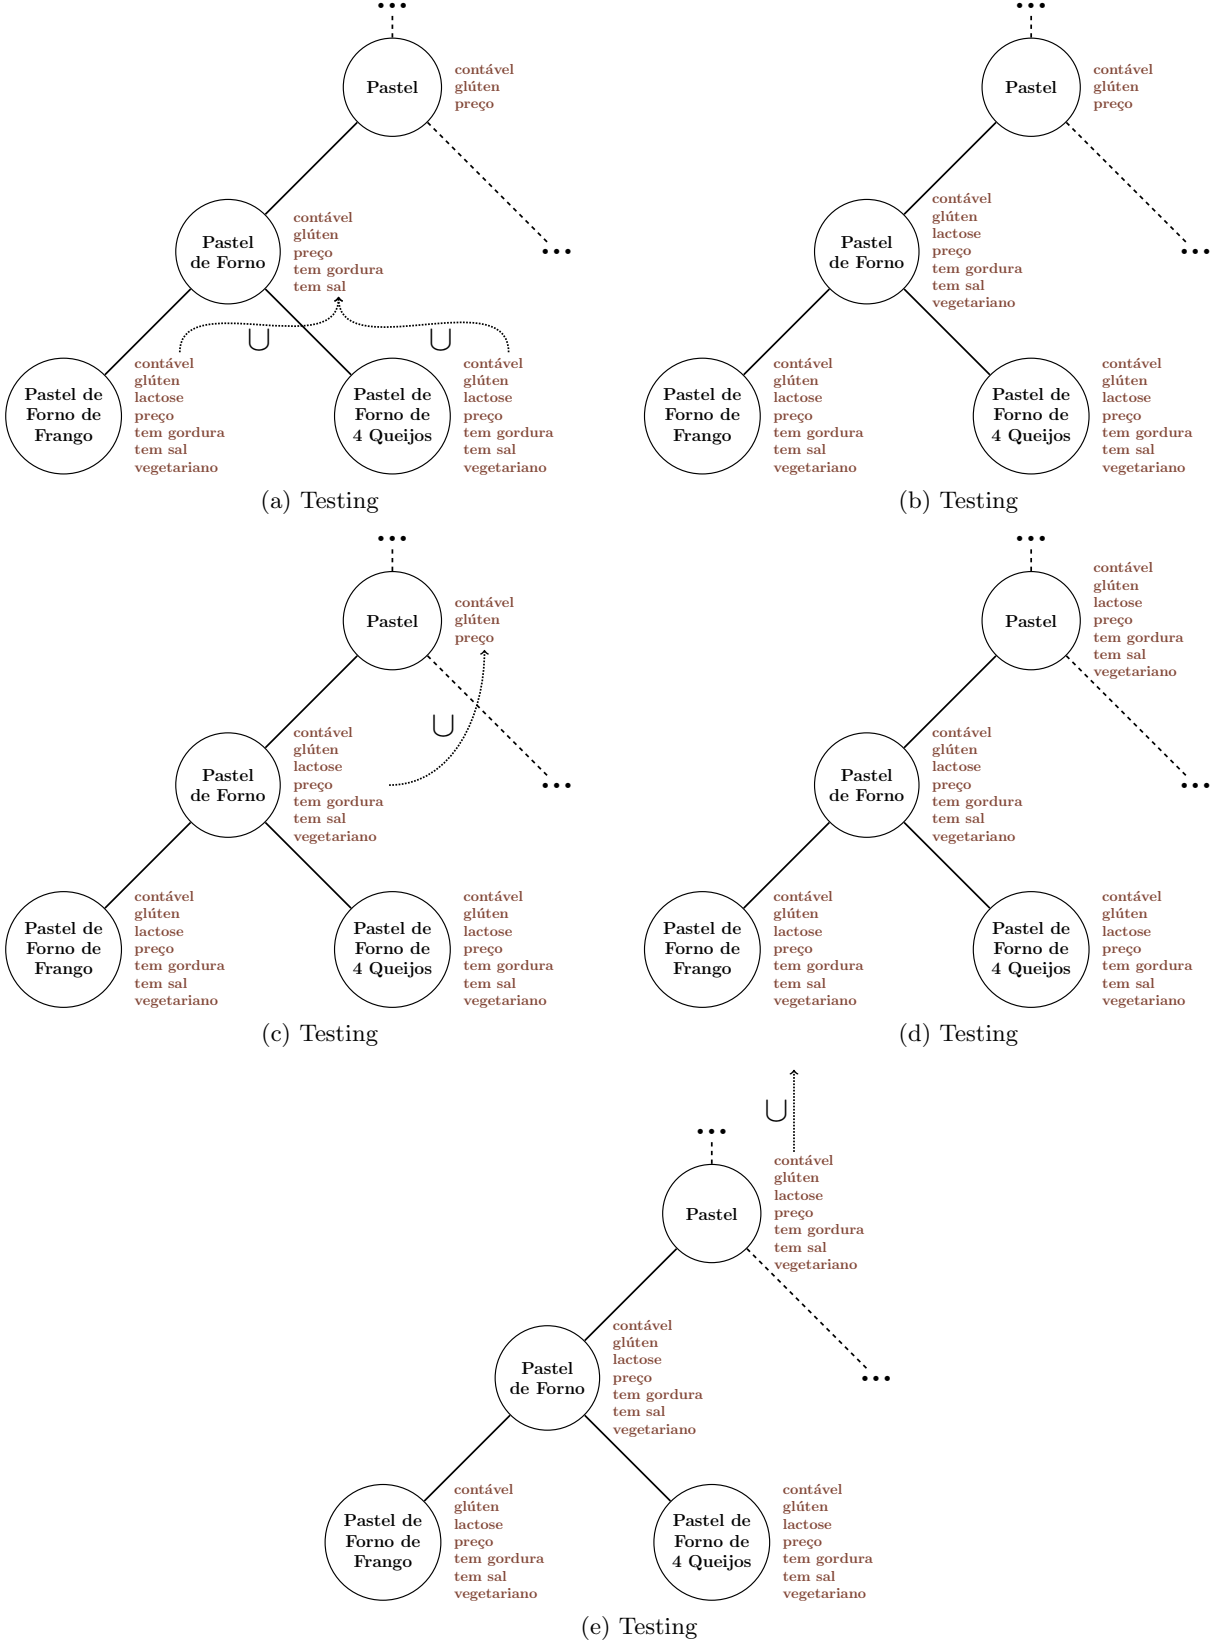 ...
Pastel
contável
glúten
preço
Pastel
de Forno
contável
glúten
preço
tem gordura
tem sal
∪
∪
Pastel de
Forno de
Frango
contável
glúten
lactose
preço
tem gordura
tem sal
vegetariano
Pastel de
Forno de
4 Queijos
contável
glúten
lactose
preço
tem gordura
tem sal
vegetariano
...
(a) Testing
...
Pastel
contável
glúten
preço
Pastel
de Forno
contável
glúten
lactose
preço
tem gordura
tem sal
vegetariano
...
Pastel de
Forno de
Frango
contável
glúten
lactose
preço
tem gordura
tem sal
vegetariano
Pastel de
Forno de
4 Queijos
contável
glúten
lactose
preço
tem gordura
tem sal
vegetariano
(b) Testing
...
Pastel
contável
glúten
preço
∪
Pastel
de Forno
contável
glúten
lactose
preço
tem gordura
tem sal
vegetariano
...
Pastel de
Forno de
Frango
contável
glúten
lactose
preço
tem gordura
tem sal
vegetariano
Pastel de
Forno de
4 Queijos
contável
glúten
lactose
preço
tem gordura
tem sal
vegetariano
(c) Testing
...
Pastel
contável
glúten
lactose
preço
tem gordura
tem sal
vegetariano
Pastel
de Forno
contável
glúten
lactose
preço
tem gordura
tem sal
vegetariano
...
Pastel de
Forno de
Frango
contável
glúten
lactose
preço
tem gordura
tem sal
vegetariano
Pastel de
Forno de
4 Queijos
contável
glúten
lactose
preço
tem gordura
tem sal
vegetariano
(d) Testing
∪
...
Pastel
contável
glúten
lactose
preço
tem gordura
tem sal
vegetariano
Pastel
de Forno
contável
glúten
lactose
preço
tem gordura
tem sal
vegetariano
...
Pastel de
Forno de
Frango
contável
glúten
lactose
preço
tem gordura
tem sal
vegetariano
Pastel de
Forno de
4 Queijos
contável
glúten
lactose
preço
tem gordura
tem sal
vegetariano
(e) Testing